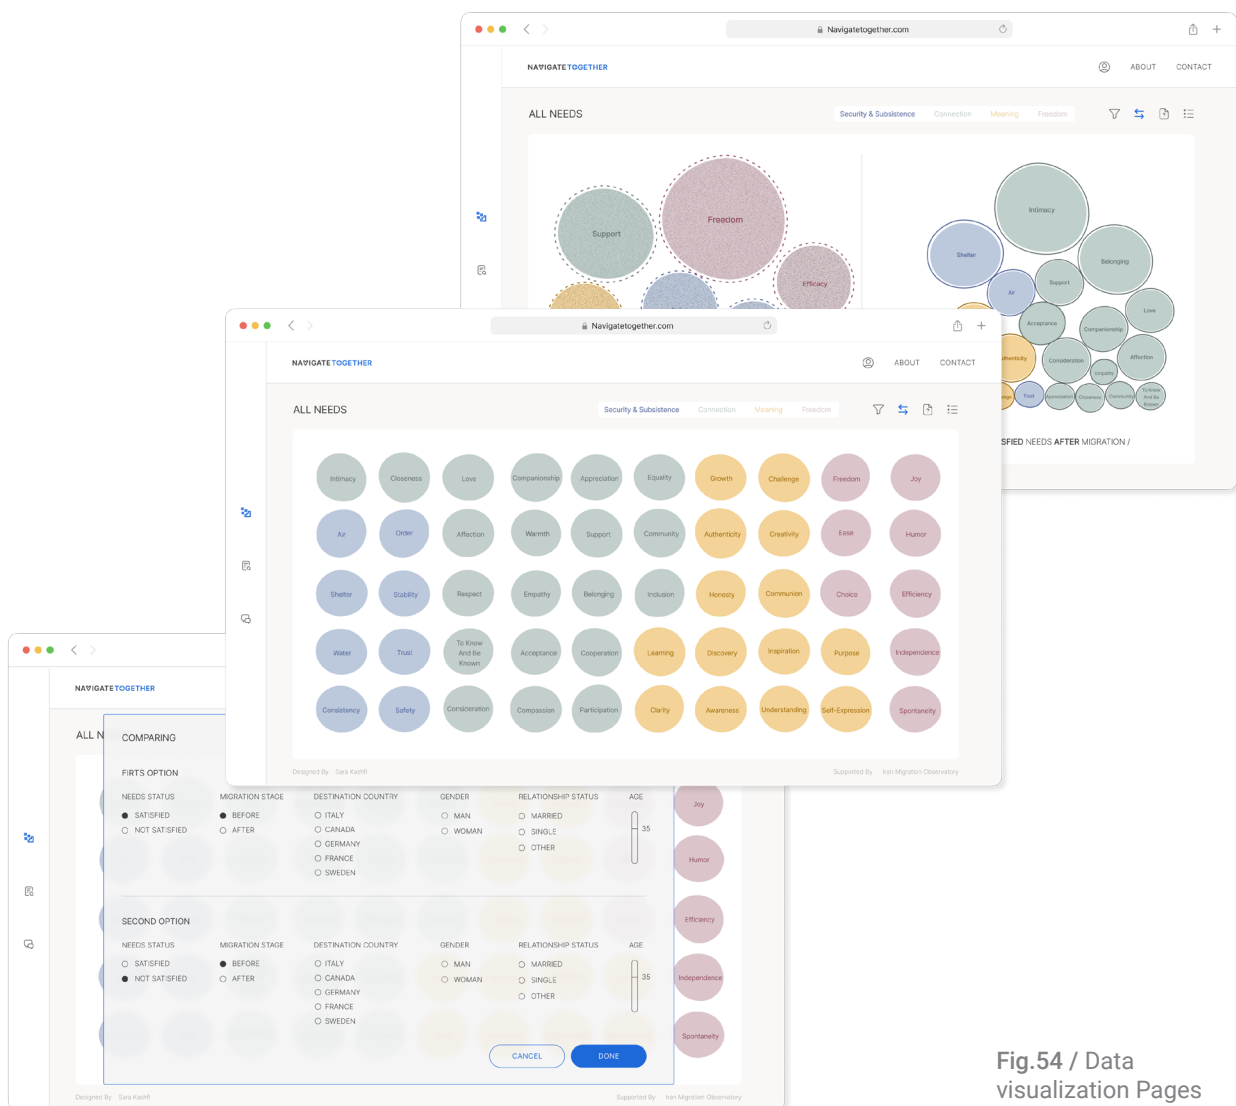 Navigatetogether.com
NAVIGATETOGETHER
ABOUT CONTACT
ALL NEEDS
Security & Subsistence Connection Meaning Freedom
Support
Freedom
Efficacy
Intimacy
Shelter
Belonging
Air
Support
Love
Acceptance
Companionship
Authenticity
Consideration
Affection
Empathy
Trust
Appreciation
Closeness
Community
To Know
And Be
Known
SFIED NEEDS AFTER MIGRATION /
Navigatetogether.com
NAVIGATETOGETHER
ABOUT CONTACT
ALL NEEDS
Security & Subsistence Connection Meaning Freedom
Intimacy Closeness Love Companionship Appreciation Equality Growth Challenge Freedom Joy
Air Order Affection Warmth Support Community Authenticity Creativity Ease Humor
Shelter Stability Respect Empathy Belonging Inclusion Honesty Communion Choice Efficiency
Water Trust To Know And Be Known Acceptance Cooperation Learning Discovery Inspiration Purpose Independence
Consistency Safety Consideration Compassion Participation Clarity Awareness Understanding Self-Expression Spontaneity
Designed By Sara Kashfi
Supported By Iran Migration Observatory
NAVIGATETOGETHER
ALL N
COMPARING
FIRTS OPTION
NEEDS STATUS MIGRATION STAGE DESTINATION COUNTRY GENDER RELATIONSHIP STATUS AGE
SATISFIED BEFORE ITALY MAN MARRIED
NOT SATISFIED AFTER CANADA WOMAN SINGLE 35
GERMANY OTHER
FRANCE
SWEDEN
SECOND OPTION
NEEDS STATUS MIGRATION STAGE DESTINATION COUNTRY GENDER RELATIONSHIP STATUS AGE
SATISFIED BEFORE ITALY MAN MARRIED
NOT SATISFIED AFTER CANADA WOMAN SINGLE 35
GERMANY OTHER
FRANCE
SWEDEN
CANCEL DONE
Joy
Humor
Efficiency
Independence
Spontaneity
Designed By Sara Kashfi
Supported By Iran Migration Observatory
Fig.54 / Data
visualization Pages